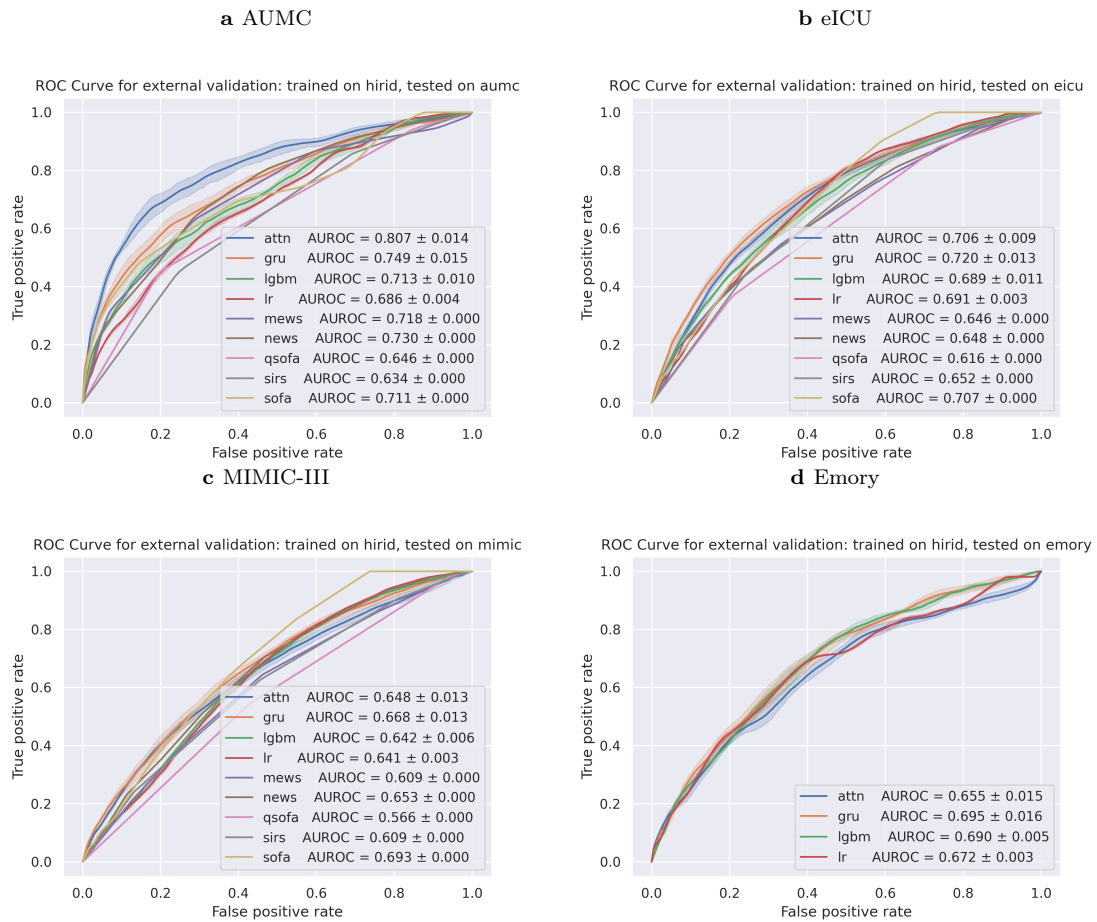 a AUMC
ROC Curve for external validation: trained on hirid, tested on aumc
True positive rate
1.0
0.8
0.6
0.4
0.2
0.0
attn AUROC = 0.807 ± 0.014
gru AUROC = 0.749 ± 0.015
lgbm AUROC = 0.713 ± 0.010
lr AUROC = 0.686 ± 0.004
mews AUROC = 0.718 ± 0.000
news AUROC = 0.730 ± 0.000
qsofa AUROC = 0.646 ± 0.000
sirs AUROC = 0.634 ± 0.000
sofa AUROC = 0.711 ± 0.000
0.0 0.2 0.4 0.6 0.8 1.0
False positive rate
b eICU
ROC Curve for external validation: trained on hirid, tested on eicu
True positive rate
1.0
0.8
0.6
0.4
0.2
0.0
attn AUROC = 0.706 ± 0.009
gru AUROC = 0.720 ± 0.013
lgbm AUROC = 0.689 ± 0.011
lr AUROC = 0.691 ± 0.003
mews AUROC = 0.646 ± 0.000
news AUROC = 0.648 ± 0.000
qsofa AUROC = 0.616 ± 0.000
sirs AUROC = 0.652 ± 0.000
sofa AUROC = 0.707 ± 0.000
0.0 0.2 0.4 0.6 0.8 1.0
False positive rate
c MIMIC-III
ROC Curve for external validation: trained on hirid, tested on mimic
True positive rate
1.0
0.8
0.6
0.4
0.2
0.0
attn AUROC = 0.648 ± 0.013
gru AUROC = 0.668 ± 0.013
lgbm AUROC = 0.642 ± 0.006
lr AUROC = 0.641 ± 0.003
mews AUROC = 0.609 ± 0.000
news AUROC = 0.653 ± 0.000
qsofa AUROC = 0.566 ± 0.000
sirs AUROC = 0.609 ± 0.000
sofa AUROC = 0.693 ± 0.000
0.0 0.2 0.4 0.6 0.8 1.0
False positive rate
d Emory
ROC Curve for external validation: trained on hirid, tested on emory
True positive rate
1.0
0.8
0.6
0.4
0.2
0.0
attn AUROC = 0.655 ± 0.015
gru AUROC = 0.695 ± 0.016
lgbm AUROC = 0.690 ± 0.005
lr AUROC = 0.672 ± 0.003
0.0 0.2 0.4 0.6 0.8 1.0
False positive rate